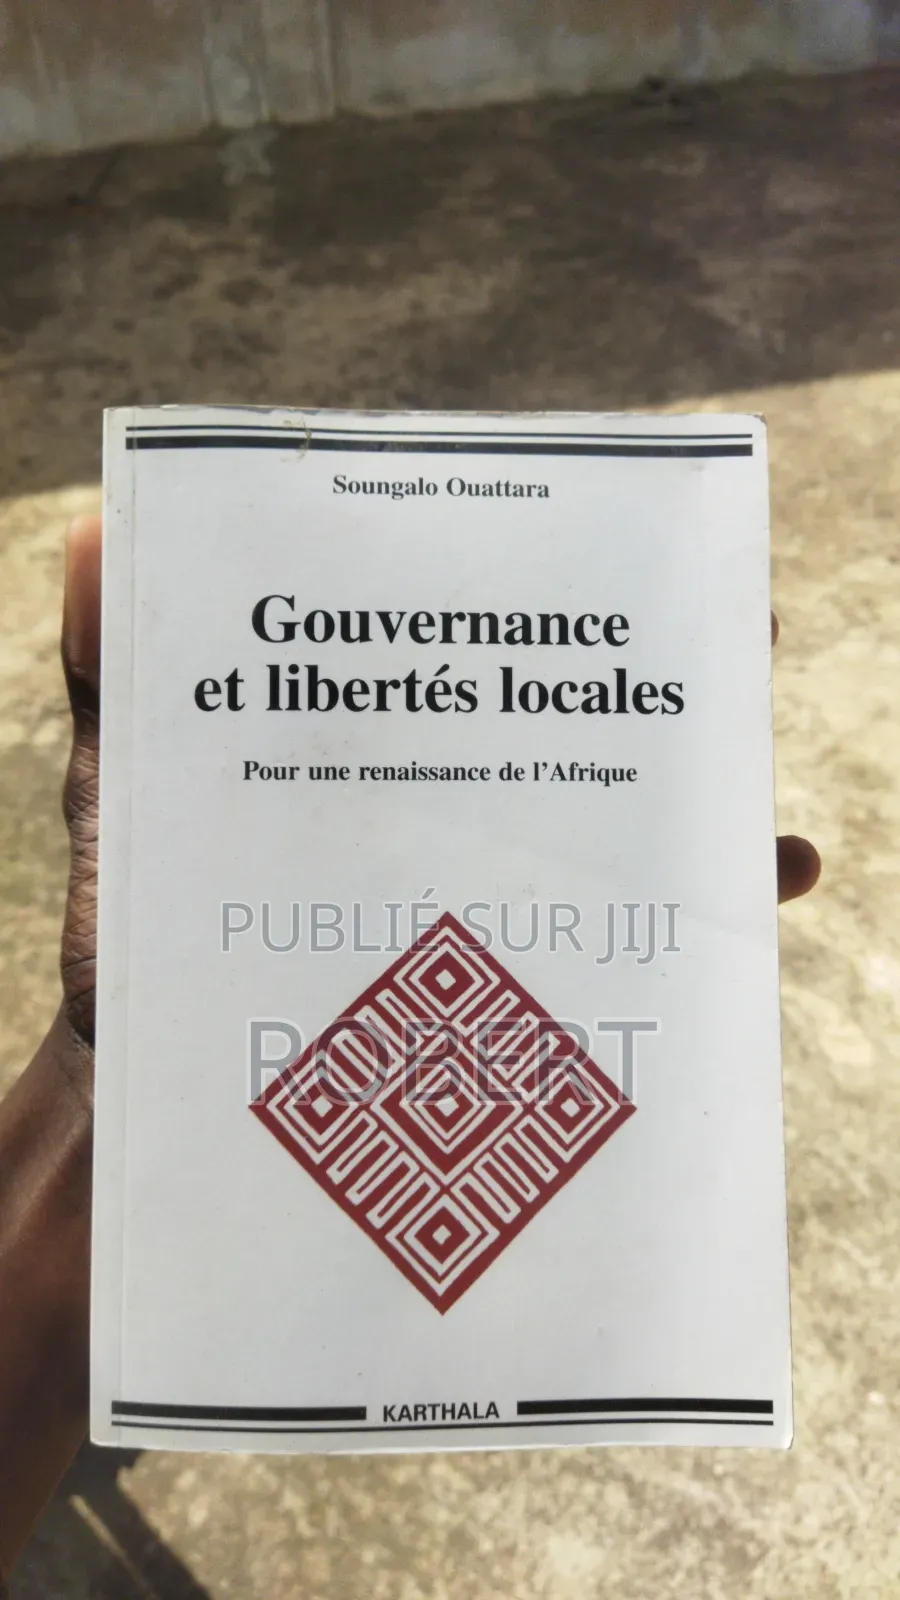 Soungalo Ouattara
Gouvernance
et libertés locales
Pour une renaissance de l'Afrique
PUBLIÉ SUR JIJI
ROBERT
KARTHALA